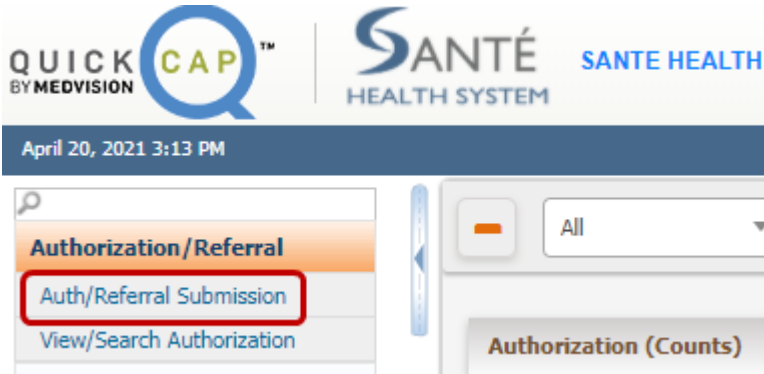 QUICK CAP™
BY MEDVISION
SANTÉ
HEALTH SYSTEM
SANTE HEALTH
April 20, 2021 3:13 PM
All
Authorization/Referral
Auth/Referral Submission
View/Search Authorization
Authorization (Counts)